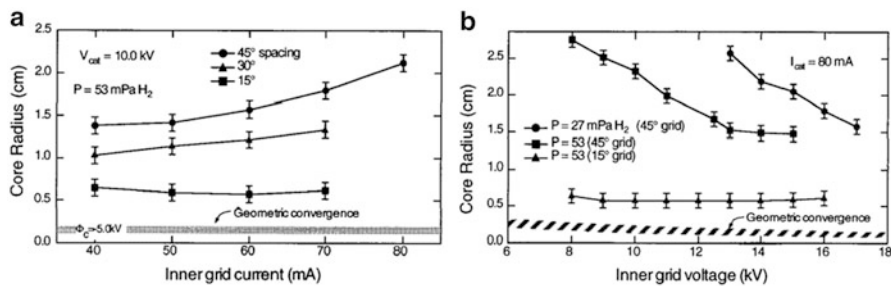 a
Core Radius (cm)
2.5
2.0
1.5
1.0
0.5
0.0
V cat = 10.0 kV
P = 53 mPa H2
45° spacing
30°
15°
Geometric convergence
Φc>5.0kV
40
50
60
70
80
Inner grid current (mA)
b
Core Radius (cm)
2.5
2.0
1.5
1.0
0.5
0
I cat = 80 mA
P = 27 mPa H2 (45° grid)
P = 53 (45° grid)
P = 53 (15° grid)
Geometric convergence
6
8
10
12
14
16
18
Inner grid voltage (kV)